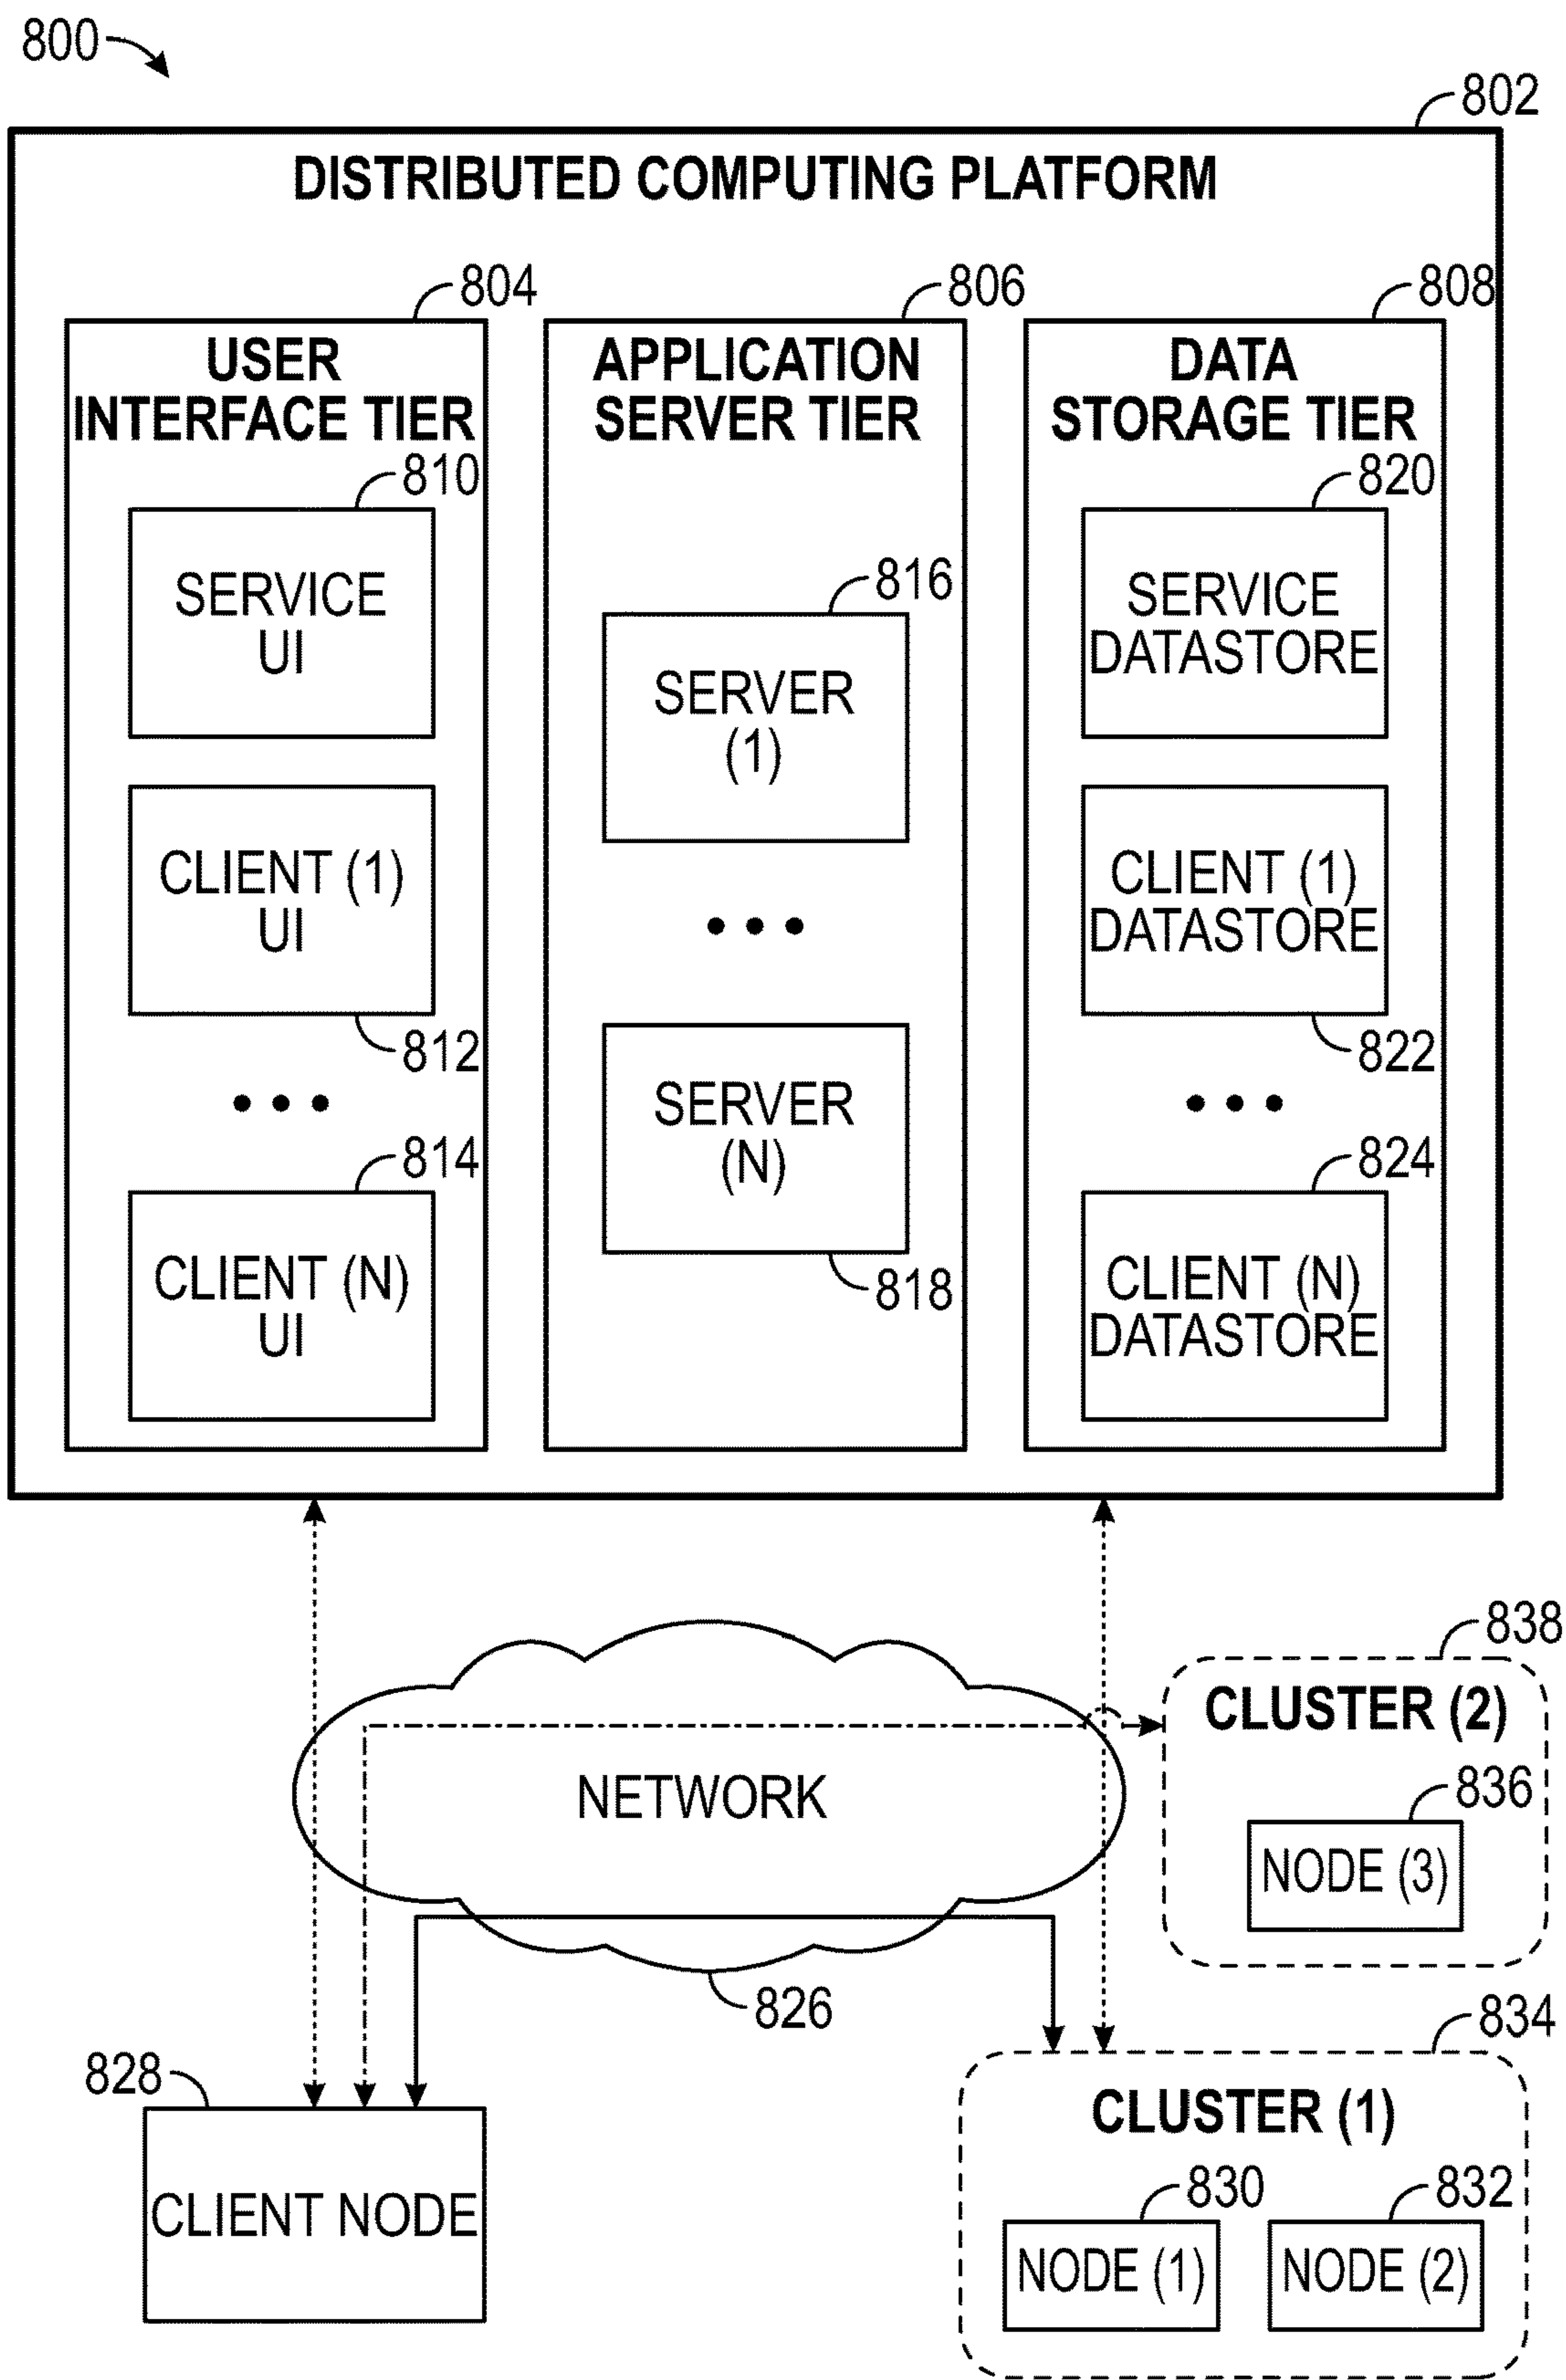 800
802
DISTRIBUTED COMPUTING PLATFORM
804
USER
INTERFACE TIER
810
SERVICE
UI
CLIENT (1)
UI
812
• • •
814
CLIENT (N)
UI
806
APPLICATION
SERVER TIER
816
SERVER
(1)
• • •
SERVER
(N)
818
808
DATA
STORAGE TIER
820
SERVICE
DATASTORE
CLIENT (1)
DATASTORE
822
• • •
824
CLIENT (N)
DATASTORE
NETWORK
826
838
CLUSTER (2)
836
NODE (3)
828
CLIENT NODE
834
CLUSTER (1)
830
NODE (1)
832
NODE (2)